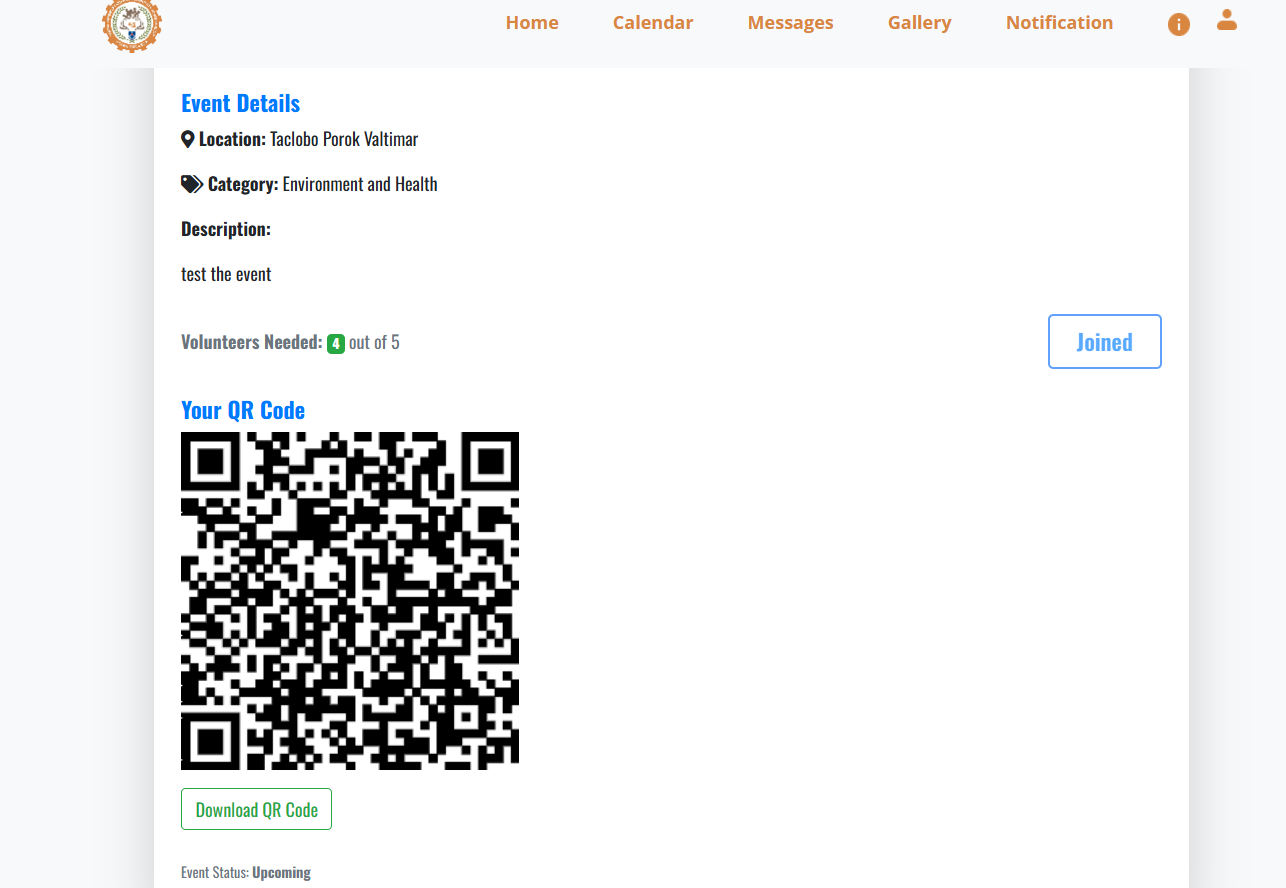 Home Calendar Messages Gallery Notification
Event Details
Location: Taclobo Porok Valtimar
Category: Environment and Health
Description:
test the event
Volunteers Needed: 4 out of 5
Joined
Your QR Code
Download QR Code
Event Status: Upcoming